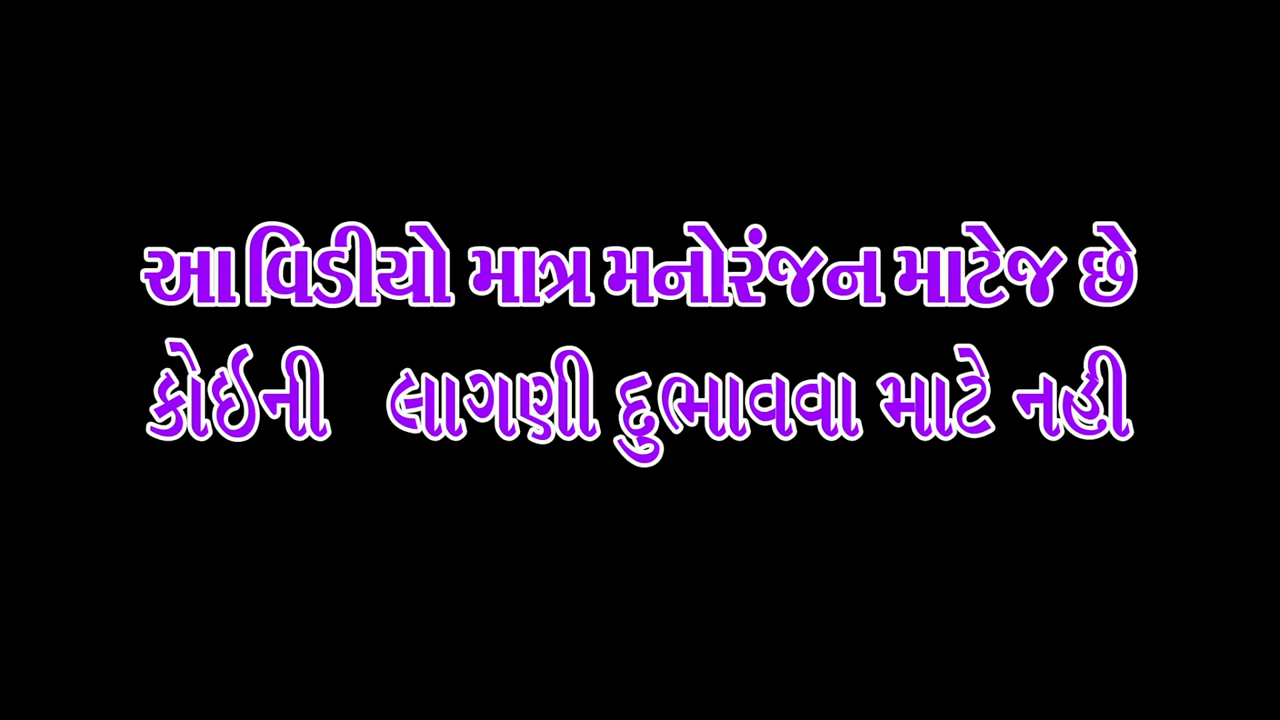 આ વિડીયો માત્ર મનોરંજન માટેજ છે
કોઇની લાગણી દુભાવવા માટે નહી